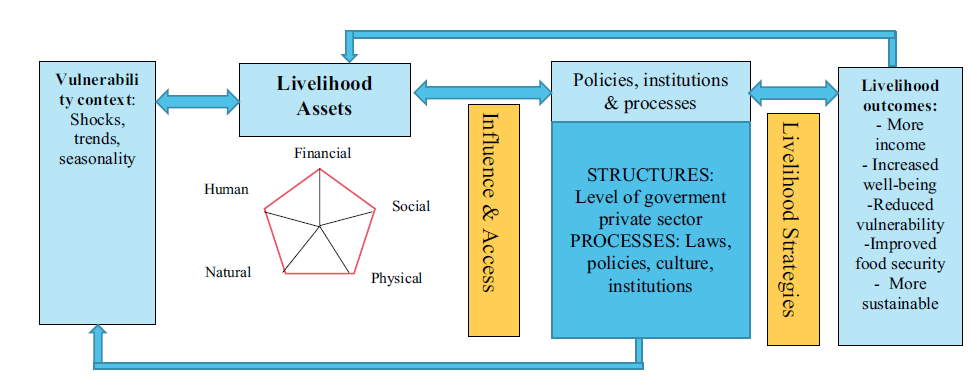 Vulnerabili
ty context:
Shocks,
trends,
seasonality
Livelihood
Assets
Financial
Human
Social
Natural
Physical
Influence & Access
Policies, institutions
& processes
STRUCTURES:
Level of goverment
private sector
PROCESSES: Laws,
policies, culture,
institutions
Livelihood Strategies
Livelihood
outcomes:
- More
income
- Increased
well-being
-Reduced
vulnerability
-Improved
food security
- More
sustainable